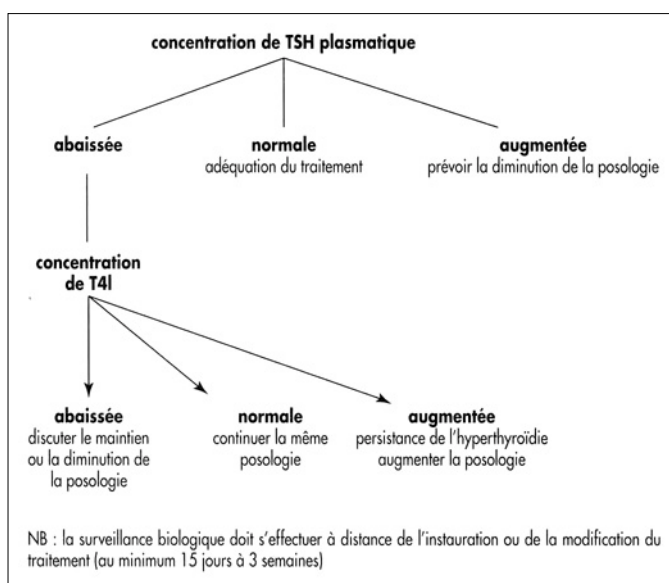 concentration de TSH plasmatique
abaissée
normale
adéquation du traitement
augmentée
prévoir la diminution de la posologie
concentration
de T4l
abaissée
discuter le maintien
ou la diminution de
la posologie
normale
continuer la même
posologie
augmentée
persistance de l'hyperthyroïdie
augmenter la posologie
NB : la surveillance biologique doit s'effectuer à distance de l'instauration ou de la modification du
traitement (au minimum 15 jours à 3 semaines)